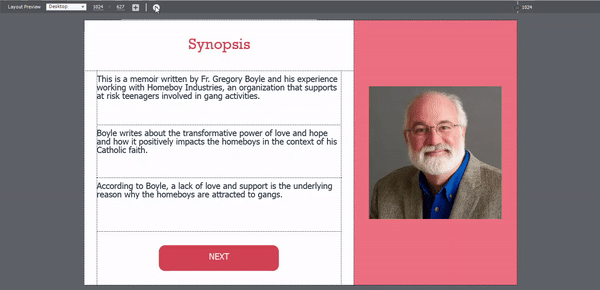 Layout Preview Desktop 1024 627 1024
Synopsis
This is a memoir written by Fr. Gregory Boyle and his experience
working with Homeboy Industries, an organization that supports
at risk teenagers involved in gang activities.
Boyle writes about the transformative power of love and hope
and how it positively impacts the homeboys in the context of his
Catholic faith.
According to Boyle, a lack of love and support is the underlying
reason why the homeboys are attracted to gangs.
NEXT